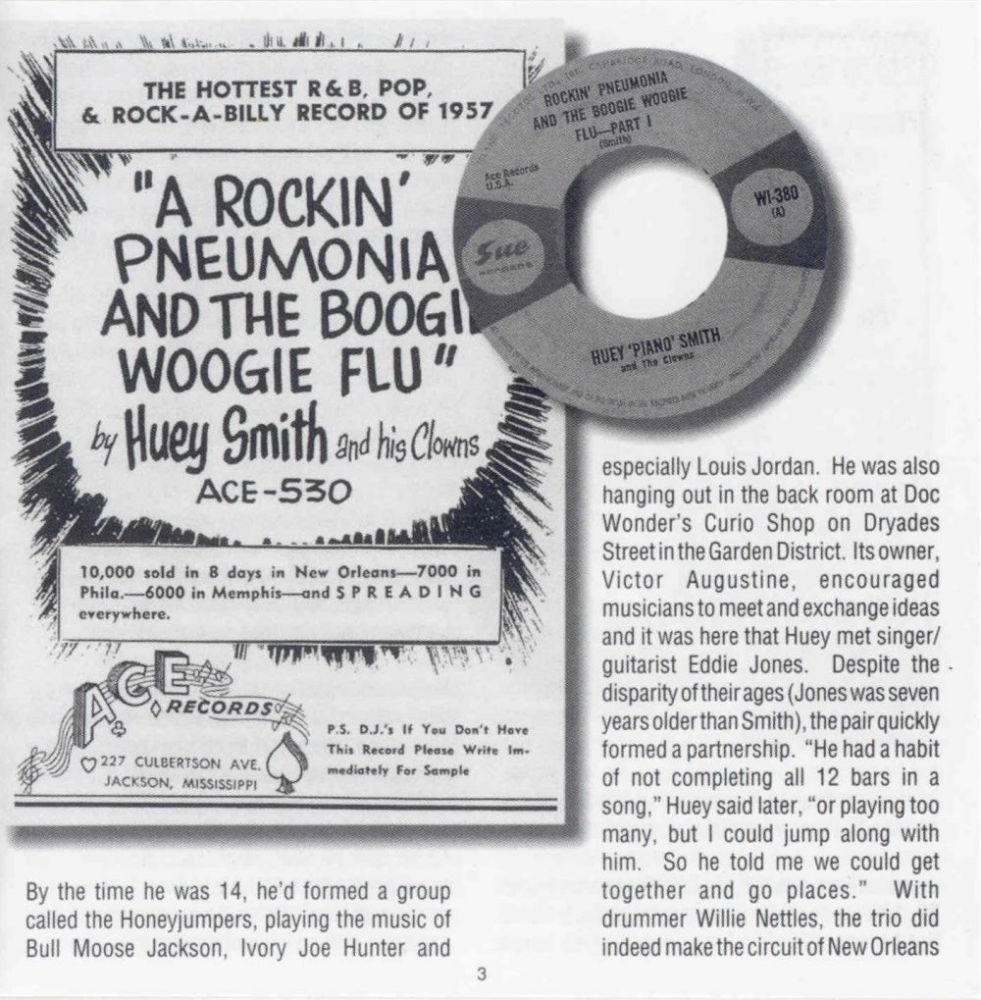 THE HOTTEST R & B, POP,
& ROCK-A-BILLY RECORD OF 1957
"A ROCKIN'
PNEUMONIA
AND THE BOOGI
WOOGIE FLU"
by Huey Smith and his Clowns
ACE-530
10,000 sold in 8 days in New Orleans—7000 in
Phila.—6000 in Memphis—and S P R E A D I N G
everywhere.
ACE
RECORDS
227 CULBERTSON AVE.
JACKSON, MISSISSIPPI
P.S. D.J.'s If You Don't Have
This Record Please Write Im-
mediately For Sample
CAMBRIDGE ROAD, LONDON, N.W.6
ROCKIN' PNEUMONIA
AND THE BOOGIE WOOGIE
FLU—PART I
(Smith)
Ace Records
U.S.A.
Sue
RECORDS
WI-380
(A)
HUEY 'PIANO' SMITH
and The Clowns
By the time he was 14, he'd formed a group
called the Honeyjumpers, playing the music of
Bull Moose Jackson, Ivory Joe Hunter and
especially Louis Jordan. He was also
hanging out in the back room at Doc
Wonder's Curio Shop on Dryades
Street in the Garden District. Its owner,
Victor Augustine, encouraged
musicians to meet and exchange ideas
and it was here that Huey met singer/
guitarist Eddie Jones. Despite the
disparity of their ages (Jones was seven
years older than Smith), the pair quickly
formed a partnership. "He had a habit
of not completing all 12 bars in a
song," Huey said later, "or playing too
many, but I could jump along with
him. So he told me we could get
together and go places." With
drummer Willie Nettles, the trio did
indeed make the circuit of New Orleans
3